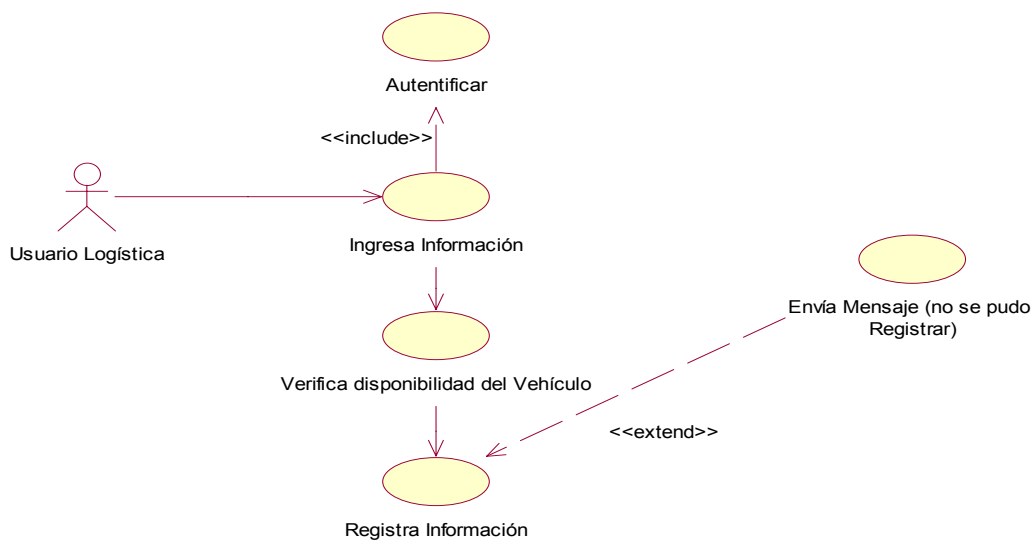 Autentificar
<<include>>
Usuario Logística
Ingresa Información
Envía Mensaje (no se pudo
Registrar)
Verifica disponibilidad del Vehículo
<<extend>>
Registra Información